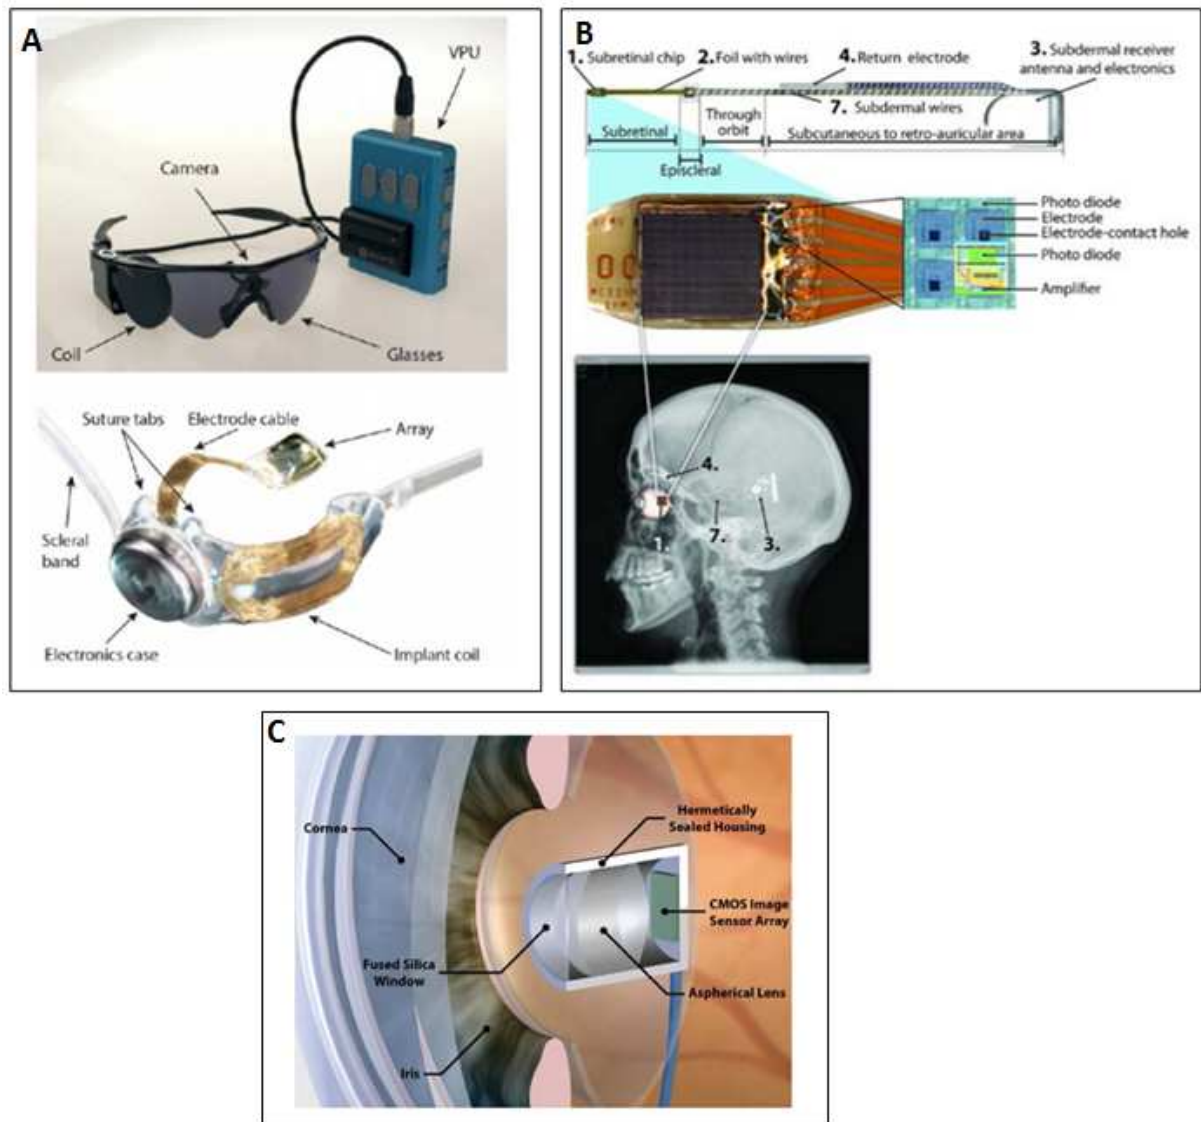 A
VPU
Camera
Coil
Glasses
Suture tabs
Electrode cable
Array
Scleral
band
Electronics case
Implant coil
B
1. Subretinal chip
2. Foil with wires
4. Return electrode
3. Subdermal receiver
antenna and electronics
7. Subdermal wires
Through
orbit
Subretinal
Subcutaneous to retro-auricular area
Episcleral
Photo diode
Electrode
Electrode-contact hole
Photo diode
Amplifier
4.
7.
3.
1.
C
Hermetically
Sealed Housing
Cornea
CMOS Image
Sensor Array
Fused Silica
Window
Aspherical Lens
Iris